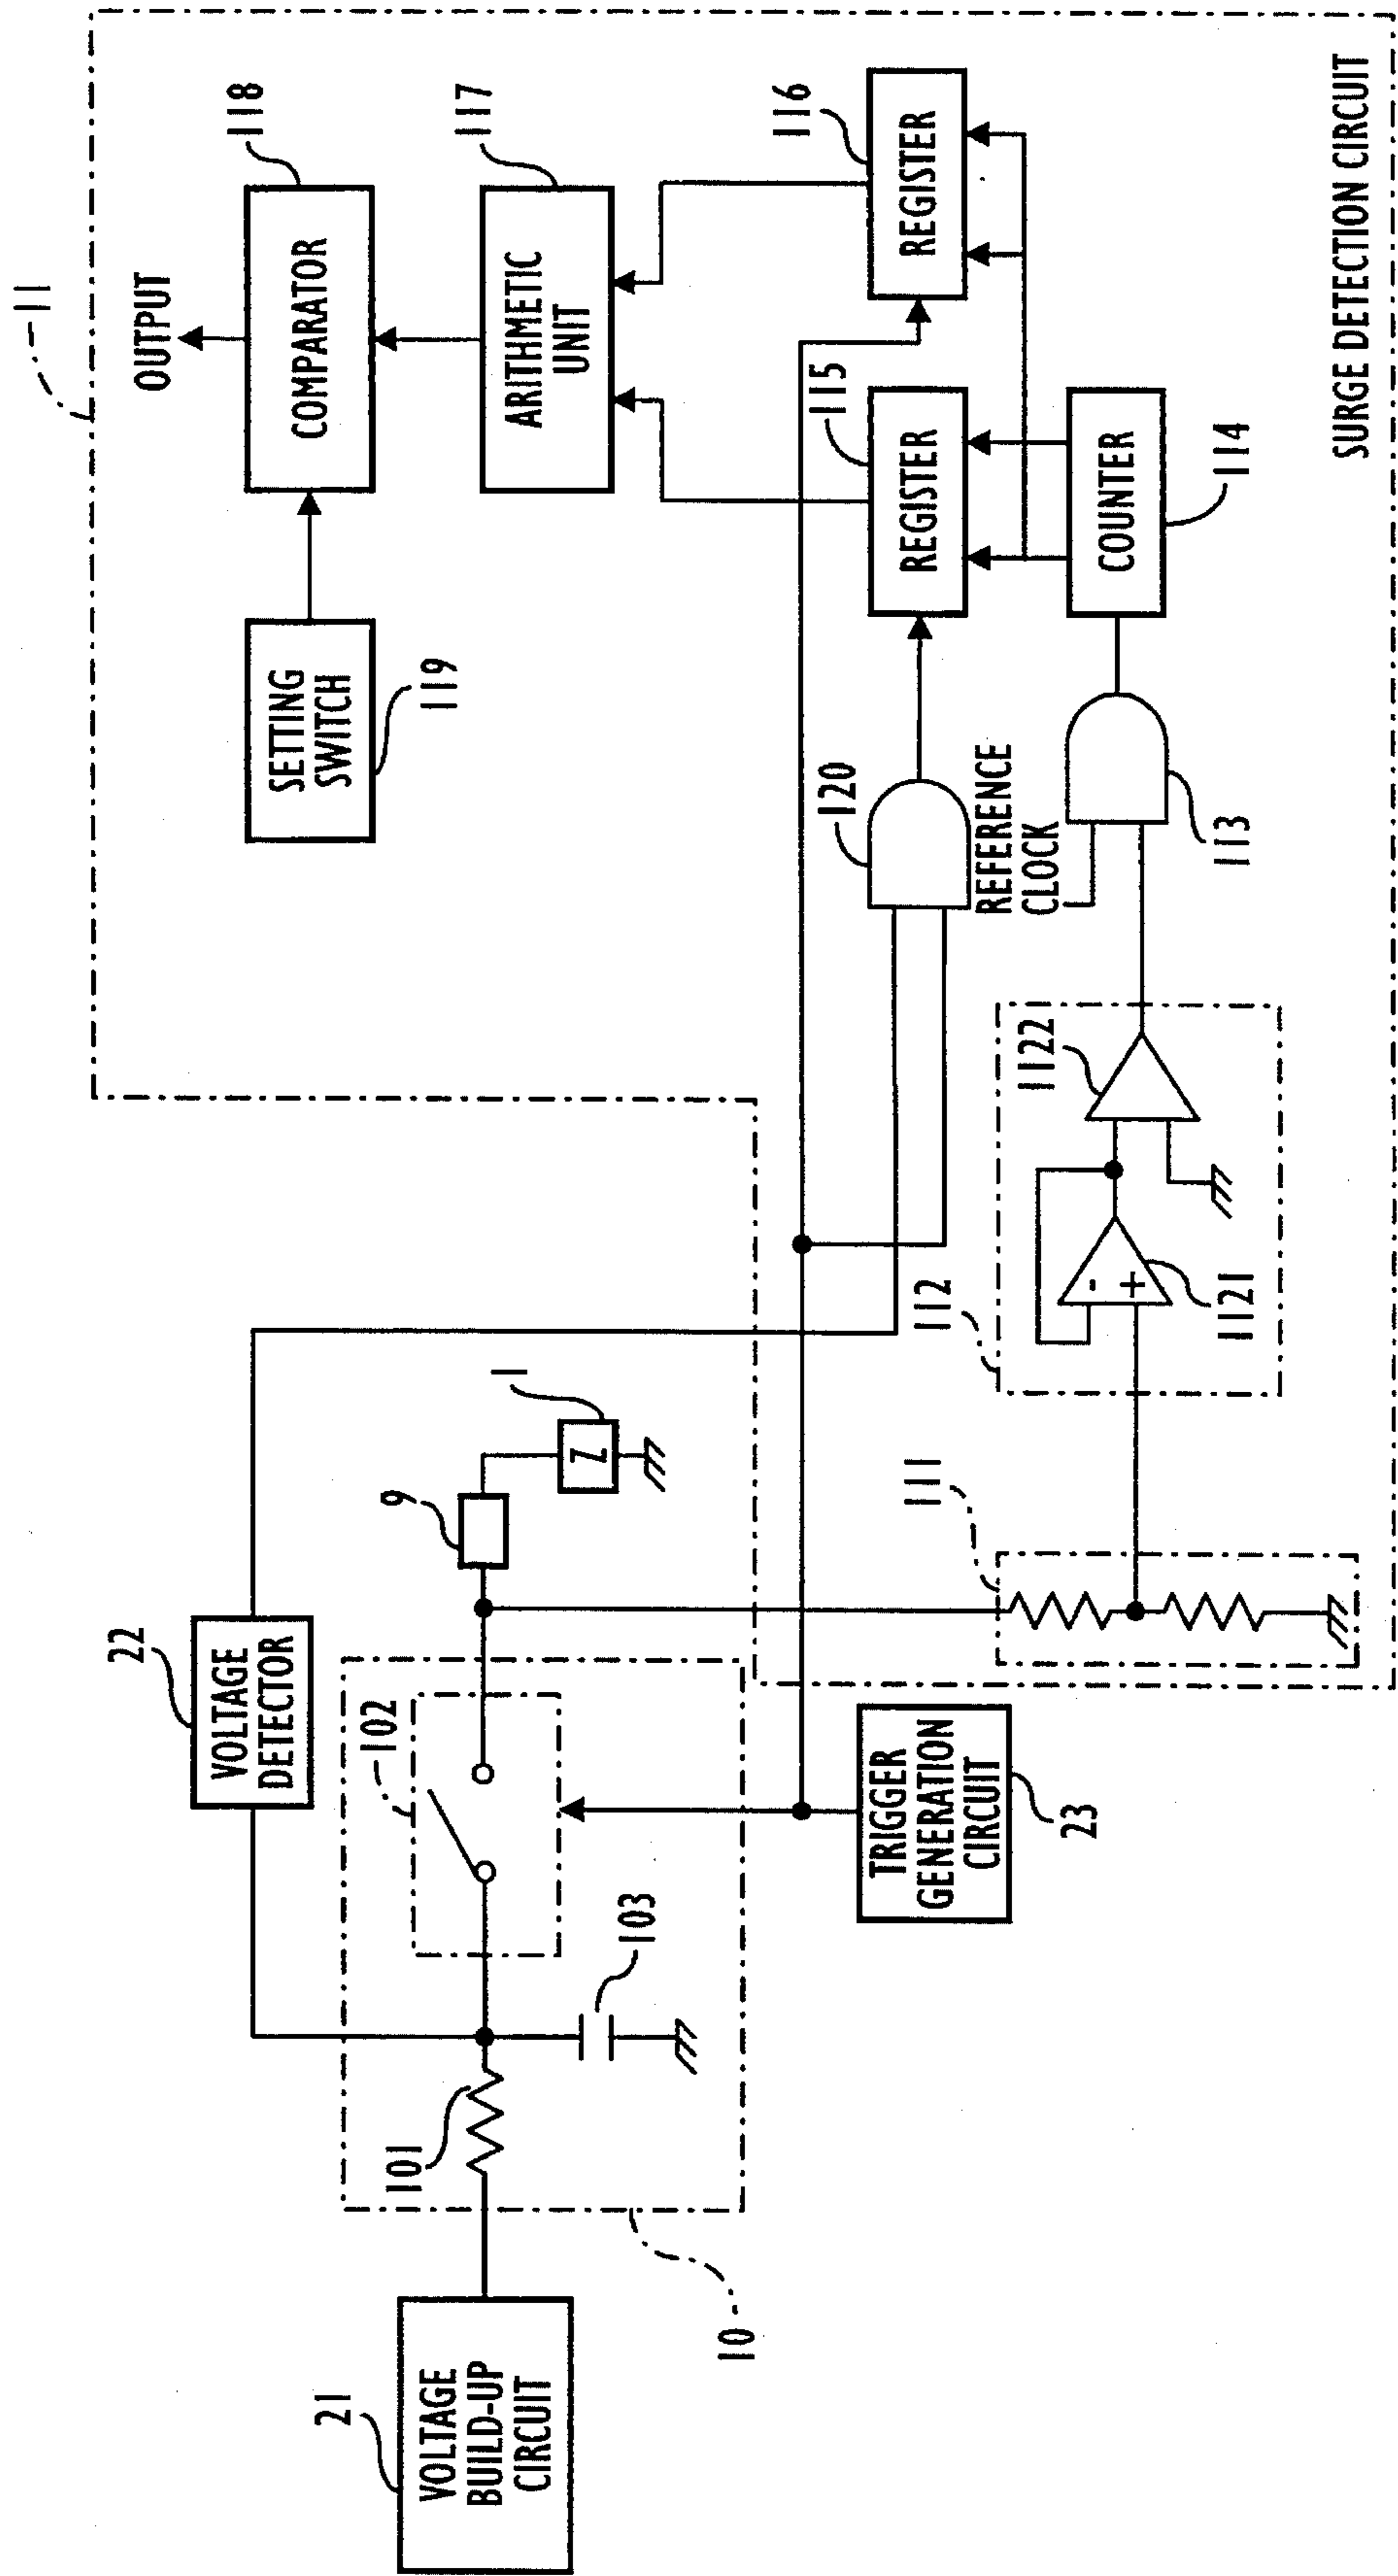 11
OUTPUT
118
COMPARATOR
SETTING
SWITCH
119
117
ARITHMETIC
UNIT
116
REGISTER
115
REGISTER
COUNTER
114
120
REFERENCE
CLOCK
113
SURGE DETECTION CIRCUIT
22
VOLTAGE
DETECTOR
9
1
Z
112
1122
-
+
1121
111
102
103
101
10
21
VOLTAGE
BUILD-UP
CIRCUIT
TRIGGER
GENERATION
CIRCUIT
23